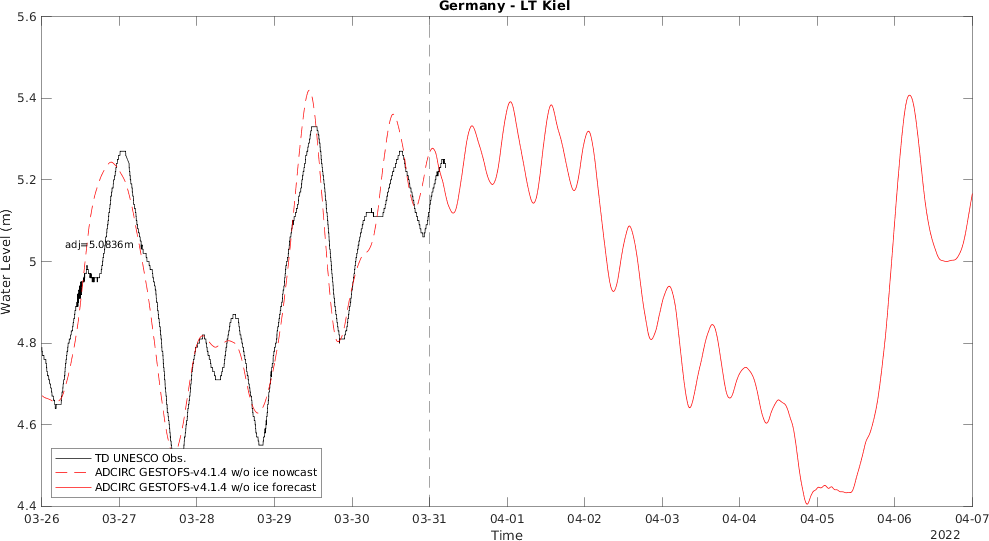 Germany - LT Kiel
5.6
5.4
5.2
5
4.8
4.6
4.4
Water Level (m)
adj=5.0836m
TD UNESCO Obs.
ADCIRC GESTOFS-v4.1.4 w/o ice nowcast
ADCIRC GESTOFS-v4.1.4 w/o ice forecast
03-26 03-27 03-28 03-29 03-30 03-31 04-01 04-02 04-03 04-04 04-05 04-06 04-07
Time
2022